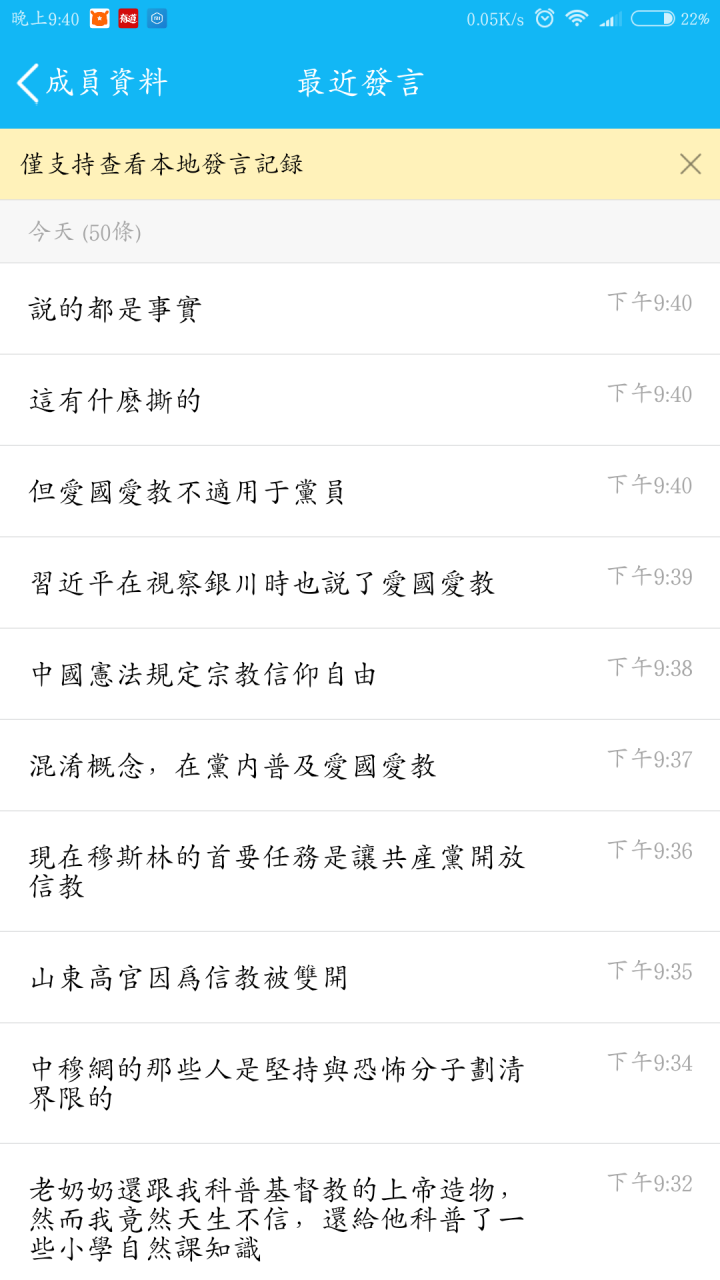 晚上9:40
0.05K/s
22%
成員資料
最近發言
僅支持查看本地發言記録
今天 (50條)
説的都是事實
下午9:40
這有什麽撕的
下午9:40
但愛國愛教不適用于黨員
下午9:40
習近平在視察銀川時也説了愛國愛教
下午9:39
中國憲法規定宗教信仰自由
下午9:38
混淆概念，在黨内普及愛國愛教
下午9:37
現在穆斯林的首要任務是讓共産黨開放
信教
下午9:36
山東高官因爲信教被雙開
下午9:35
中穆網的那些人是堅持與恐怖分子劃清
界限的
下午9:34
老奶奶還跟我科普基督教的上帝造物，
然而我竟然天生不信，還給他科普了一
些小學自然課知識
下午9:32